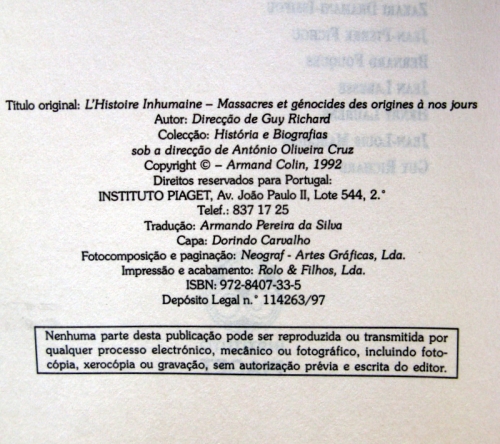 Título original: L'Histoire Inhumaine – Massacres et génocides des origines à nos jours
Autor: Direcção de Guy Richard
Colecção: História e Biografias
sob a direcção de António Oliveira Cruz
Copyright © – Armand Colin, 1992
Direitos reservados para Portugal:
INSTITUTO PIAGET, Av. João Paulo II, Lote 544, 2.°
Telef.: 837 17 25
Tradução: Armando Pereira da Silva
Capa: Dorindo Carvalho
Fotocomposição e paginação: Neograf - Artes Gráficas, Lda.
Impressão e acabamento: Rolo & Filhos, Lda.
ISBN: 972-8407-33-5
Depósito Legal n.° 114263/97
Nenhuma parte desta publicação pode ser reproduzida ou transmitida por
qualquer processo electrónico, mecânico ou fotográfico, incluindo foto-
cópia, xerocópia ou gravação, sem autorização prévia e escrita do editor.